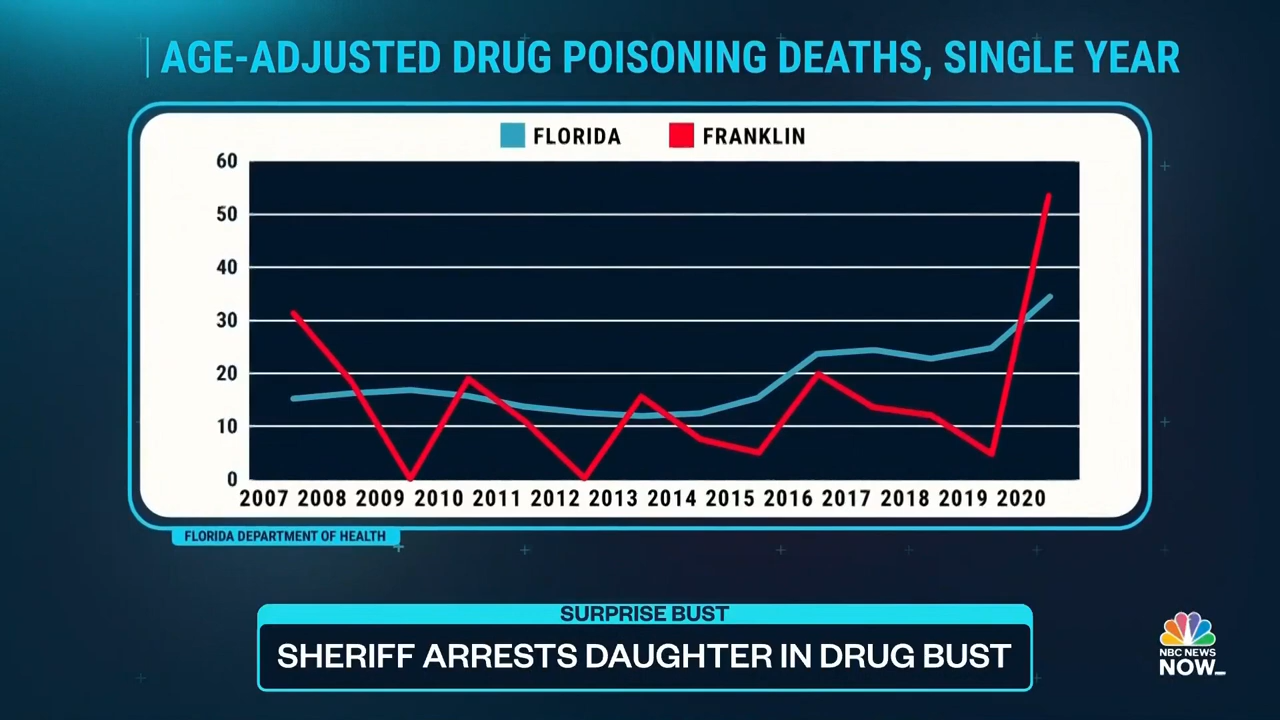 AGE-ADJUSTED DRUG POISONING DEATHS, SINGLE YEAR
FLORIDA FRANKLIN
60
50
40
30
20
10
0
2007 2008 2009 2010 2011 2012 2013 2014 2015 2016 2017 2018 2019 2020
FLORIDA DEPARTMENT OF HEALTH
SURPRISE BUST
SHERIFF ARRESTS DAUGHTER IN DRUG BUST
NBC NEWS
NOW_